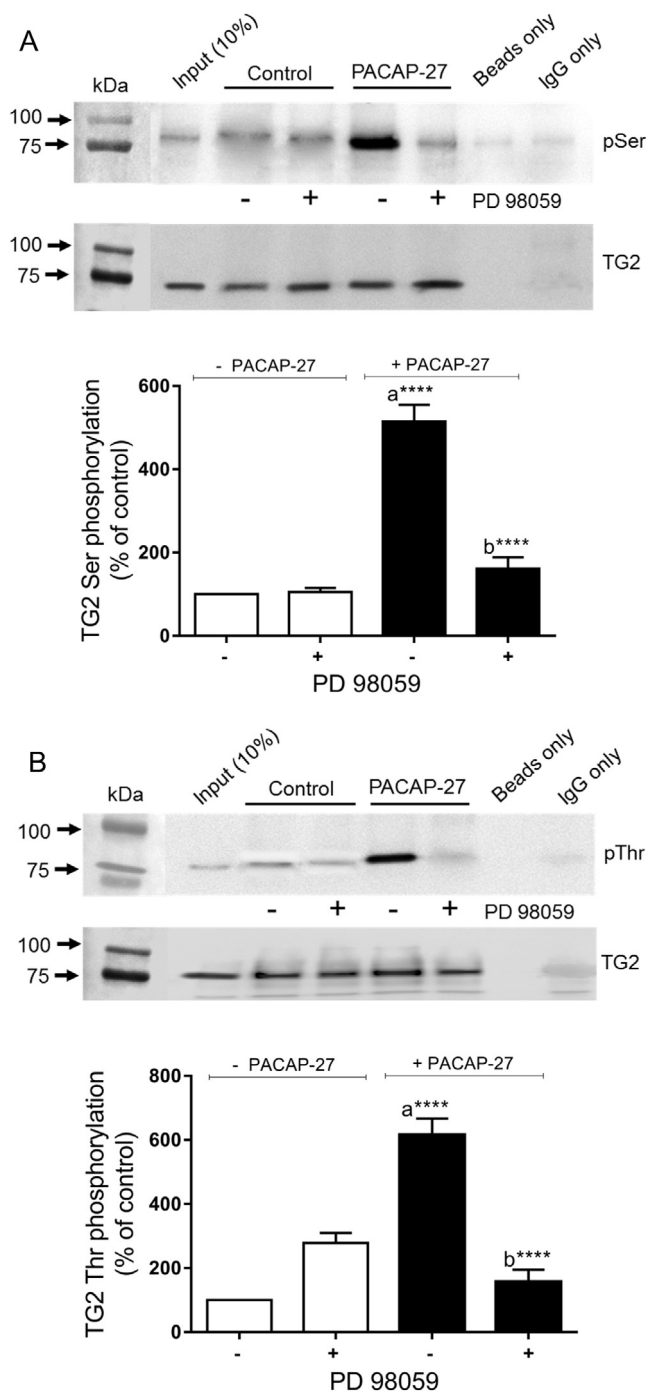 A
kDa Input (10%) Control PACAP-27 Beads only IgG only
100
75
pSer
- + - + PD 98059
100
75
TG2
- PACAP-27 + PACAP-27
a****
b****
600
400
200
0
TG2 Ser phosphorylation
(% of control)
- + - +
PD 98059
B
kDa Input (10%) Control PACAP-27 Beads only IgG only
100
75
pThr
- + - + PD 98059
100
75
TG2
- PACAP-27 + PACAP-27
a****
b****
800
600
400
200
0
TG2 Thr phosphorylation
(% of control)
- + - +
PD 98059